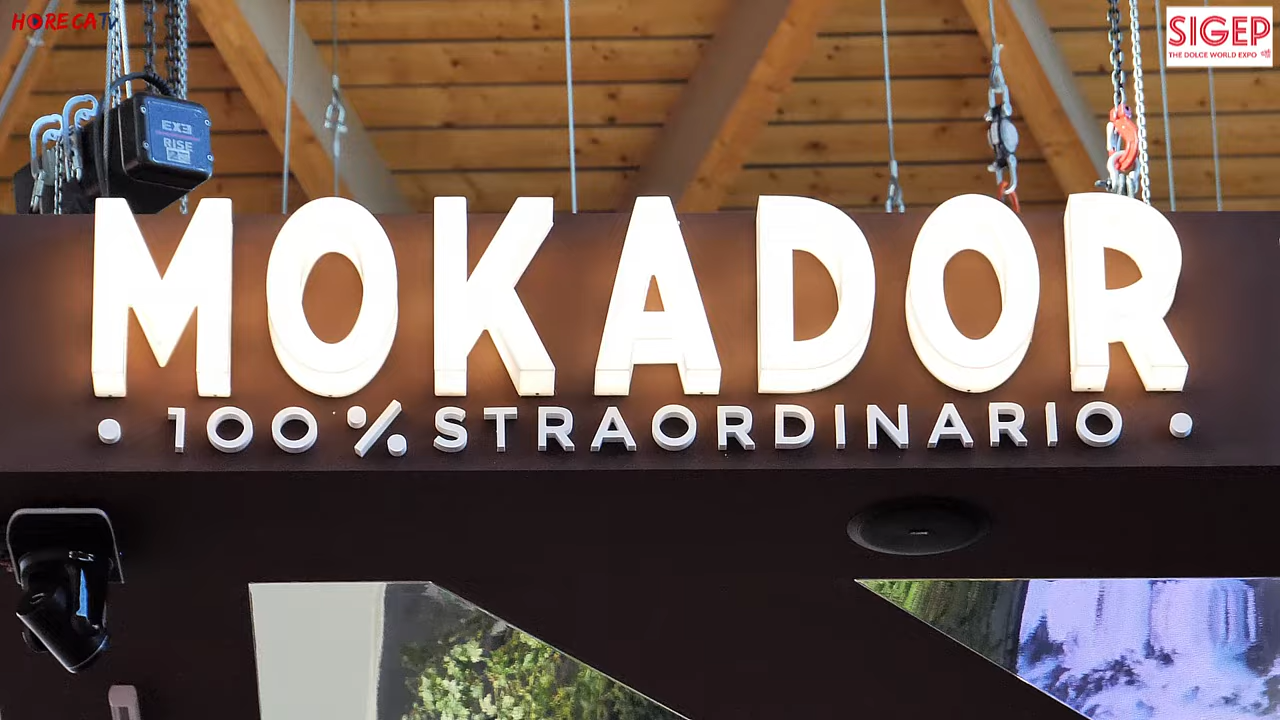 HORECATV
SIGEP
THE DOLCE WORLD EXPO
EXE
RISE
MOKADOR
• 100% STRAORDINARIO •